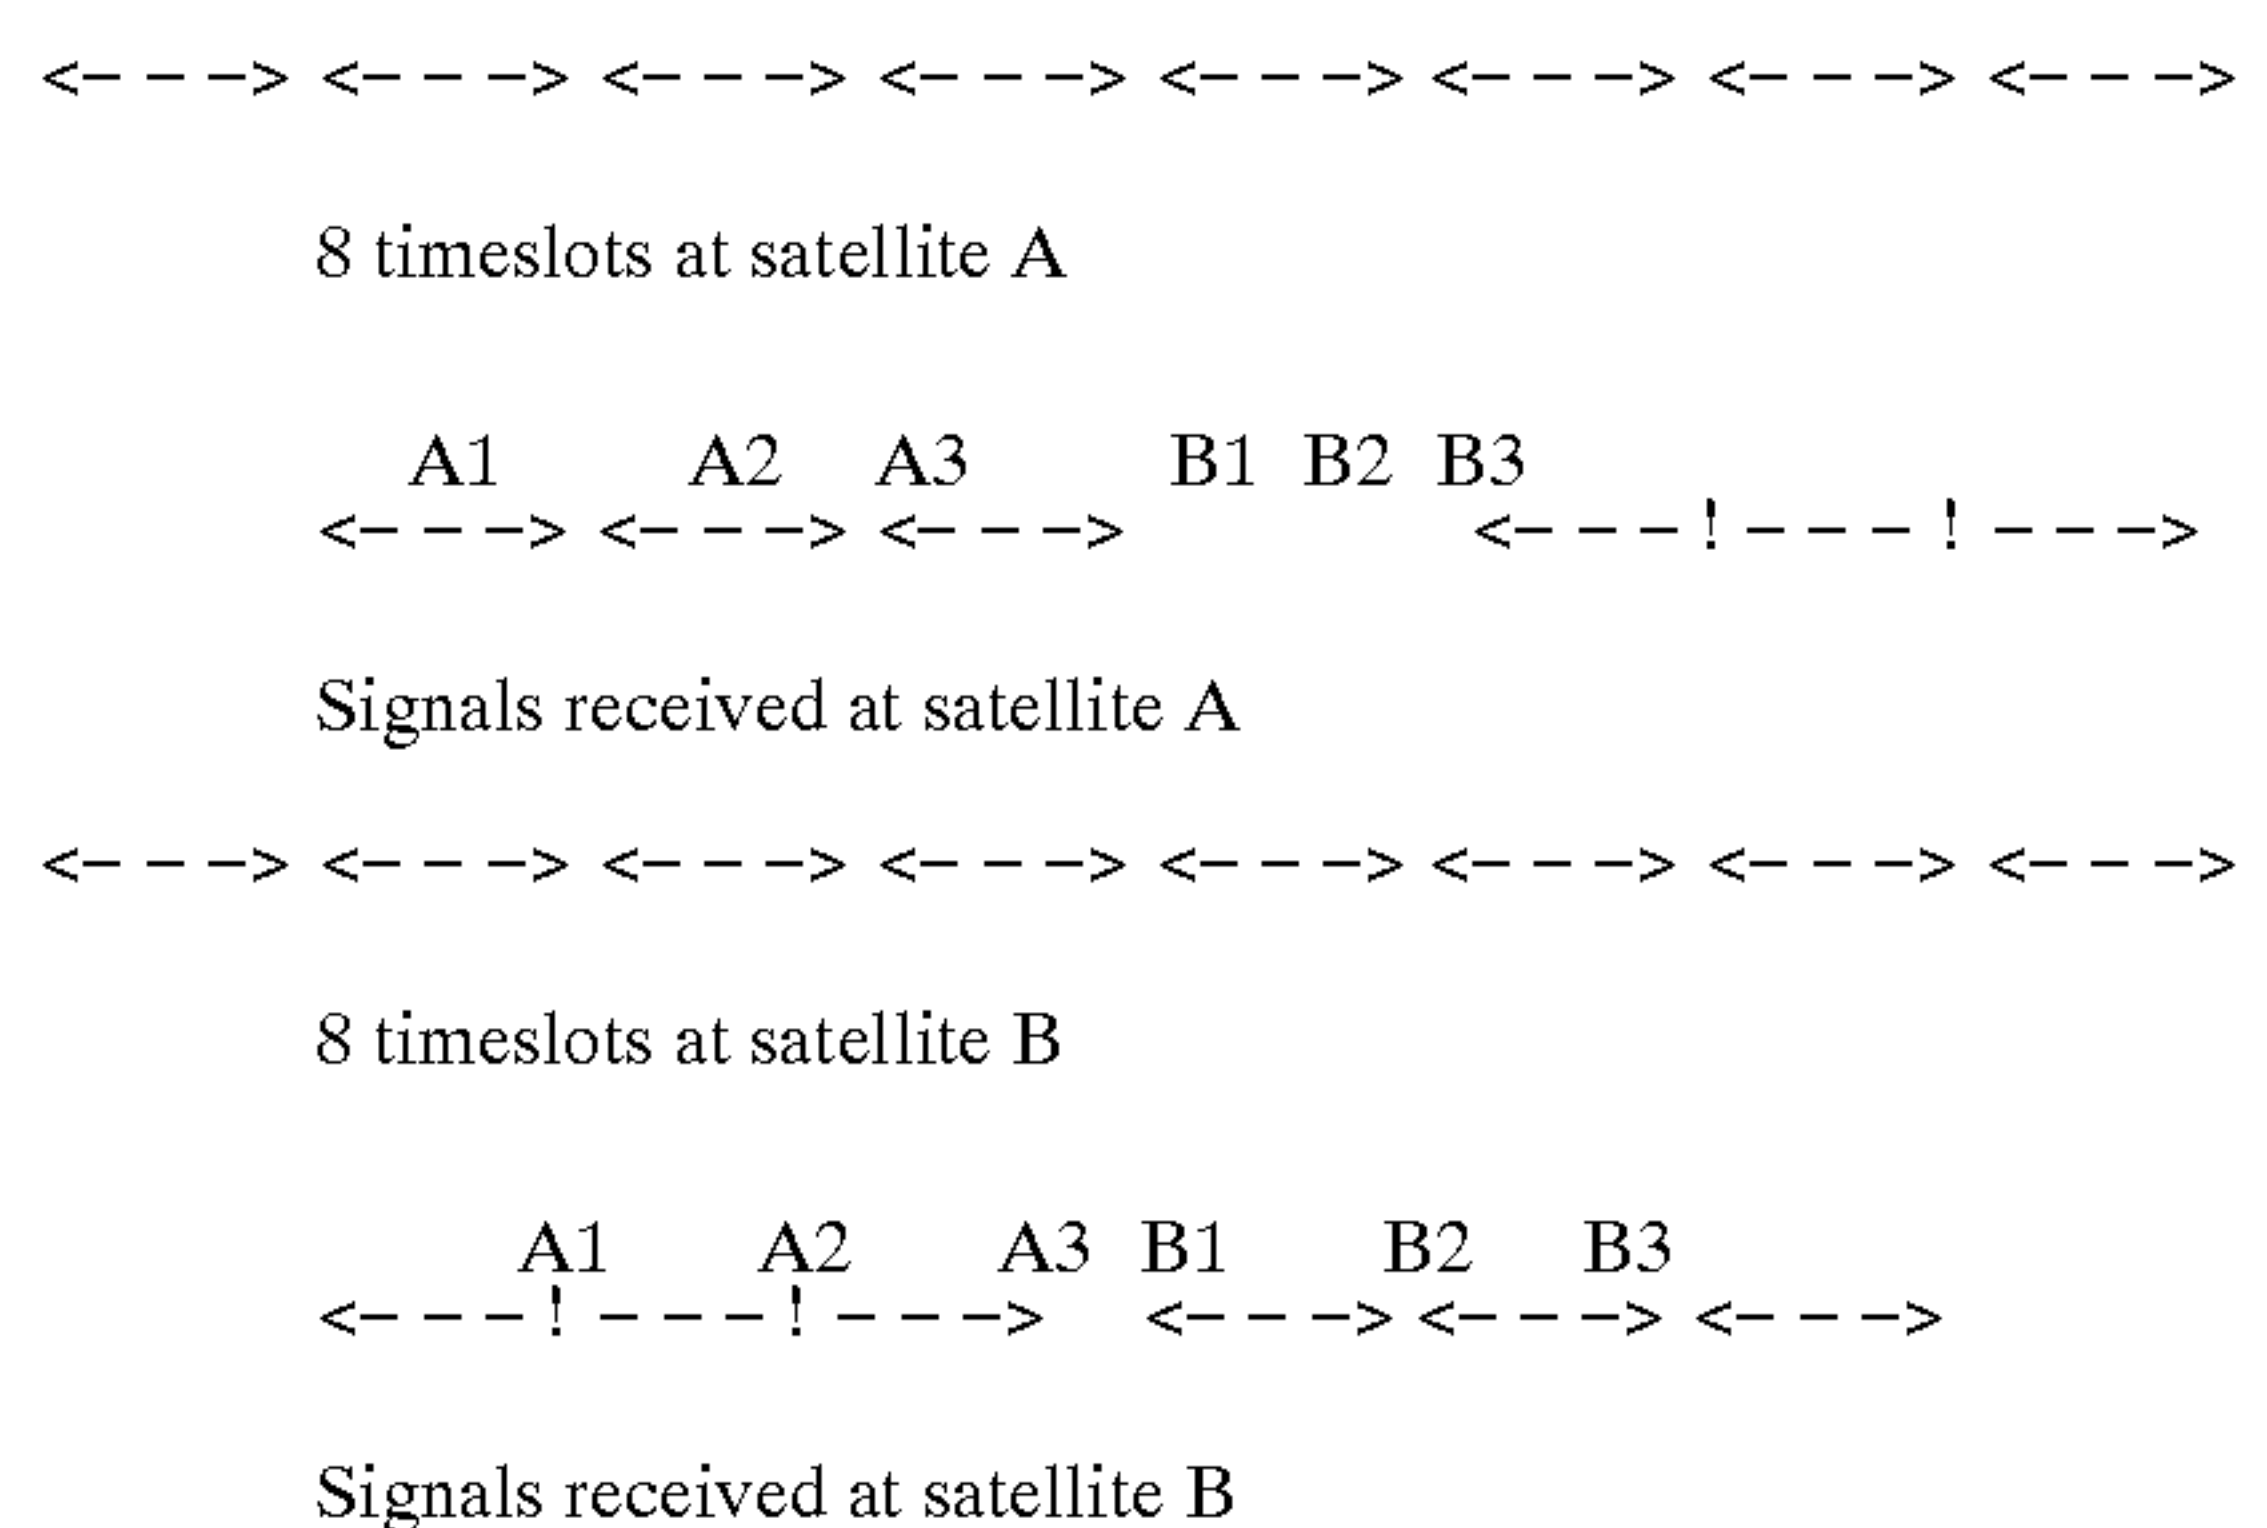 <– – –> <– – –> <– – –> <– – –> <– – –> <– – –> <– – –> <– – –>
8 timeslots at satellite A
A1 A2 A3 B1 B2 B3
<– – –> <– – –> <– – –> <– – – ! – – – ! – – –>
Signals received at satellite A
<– – –> <– – –> <– – –> <– – –> <– – –> <– – –> <– – –> <– – –>
8 timeslots at satellite B
A1 A2 A3 B1 B2 B3
<– – – ! – – – ! – – –> <– – –> <– – –> <– – –>
Signals received at satellite B